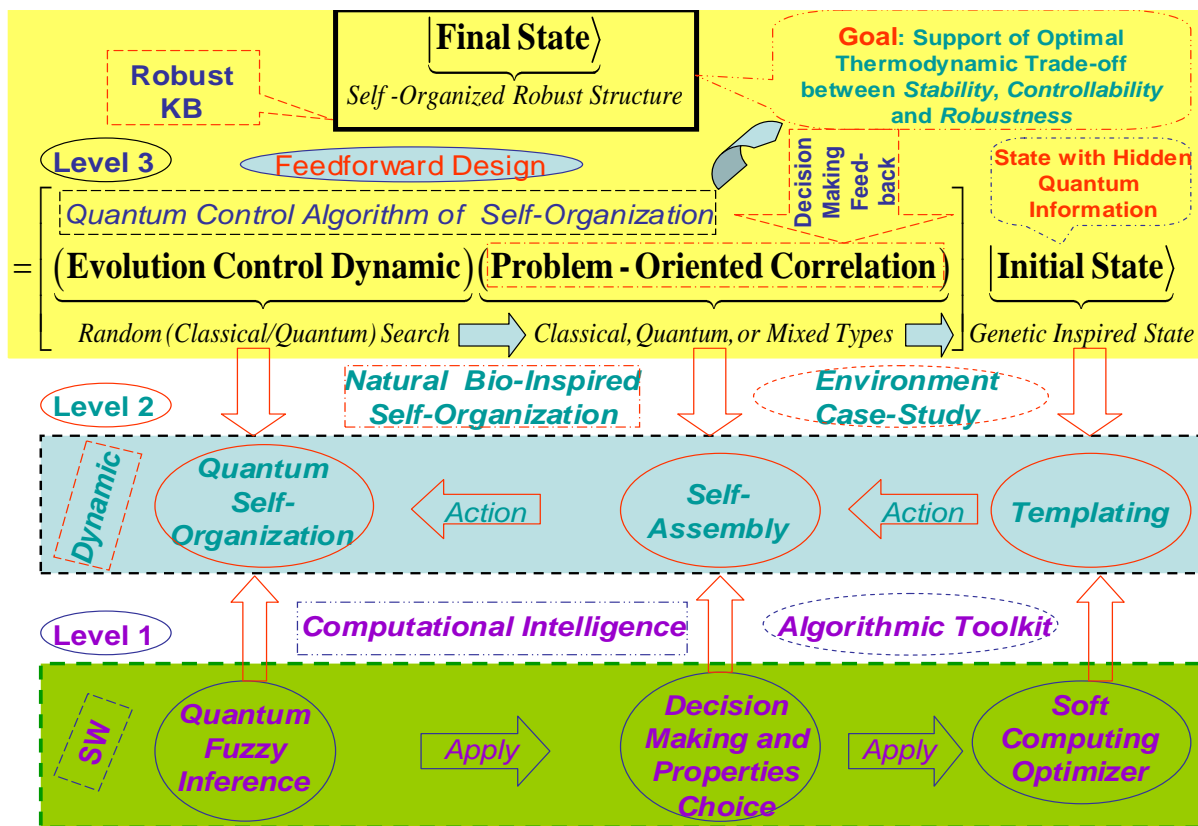 |Final State⟩
Self -Organized Robust Structure
Robust
KB
Goal: Support of Optimal
Thermodynamic Trade-off
between Stability, Controllability
and Robustness
Level 3
Feedforward Design
Decision
Making
Feed-
back
State with Hidden
Quantum
Information
Quantum Control Algorithm of Self-Organization
= [(Evolution Control Dynamic)(Problem - Oriented Correlation)] |Initial State⟩
Random (Classical/Quantum) Search
Classical, Quantum, or Mixed Types
Genetic Inspired State
Level 2
Natural Bio-Inspired
Self-Organization
Environment
Case-Study
Dynamic
Quantum
Self-
Organization
Action
Self-
Assembly
Action
Templating
Level 1
Computational Intelligence
Algorithmic Toolkit
SW
Quantum
Fuzzy
Inference
Apply
Decision
Making and
Properties
Choice
Apply
Soft
Computing
Optimizer